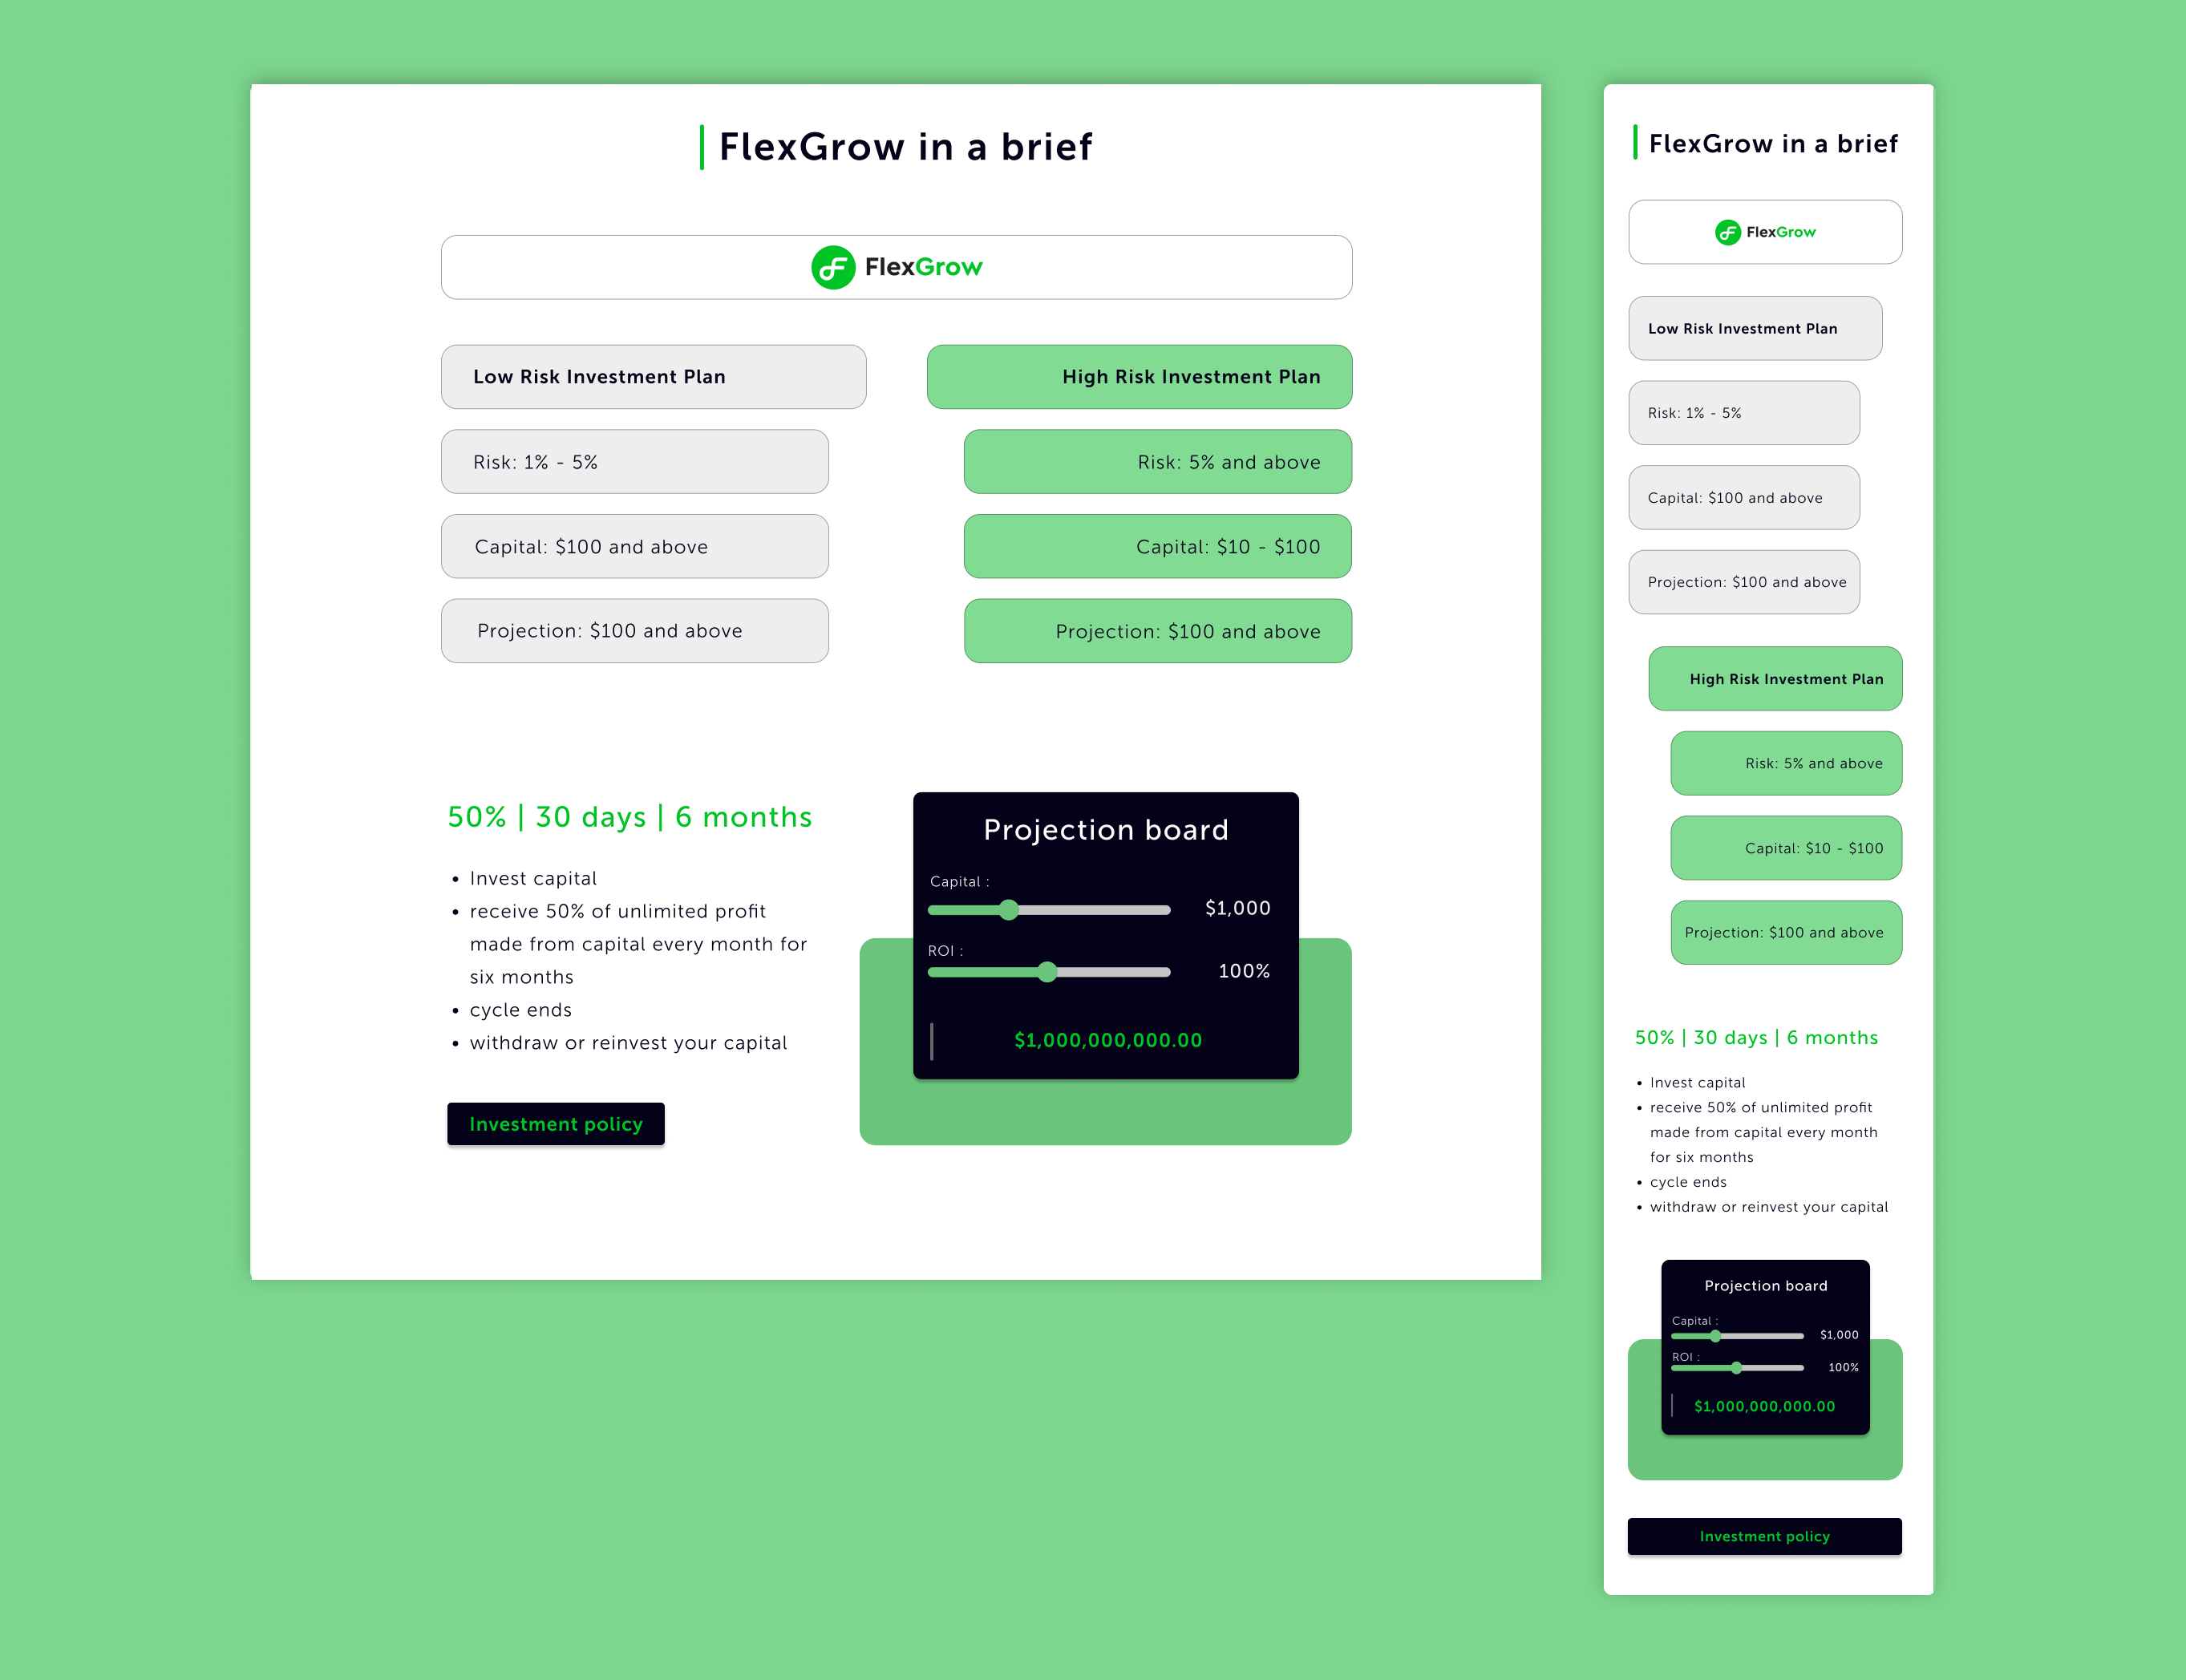 FlexGrow in a brief
FlexGrow
Low Risk Investment Plan
Risk: 1% - 5%
Capital: $100 and above
Projection: $100 and above
High Risk Investment Plan
Risk: 5% and above
Capital: $10 - $100
Projection: $100 and above
50% | 30 days | 6 months
• Invest capital
• receive 50% of unlimited profit
made from capital every month for
six months
• cycle ends
• withdraw or reinvest your capital
Investment policy
Projection board
Capital :
$1,000
ROI :
100%
$1,000,000,000.00
FlexGrow in a brief
FlexGrow
Low Risk Investment Plan
Risk: 1% - 5%
Capital: $100 and above
Projection: $100 and above
High Risk Investment Plan
Risk: 5% and above
Capital: $10 - $100
Projection: $100 and above
50% | 30 days | 6 months
• Invest capital
• receive 50% of unlimited profit
made from capital every month
for six months
• cycle ends
• withdraw or reinvest your capital
Projection board
Capital :
$1,000
ROI :
100%
$1,000,000,000.00
Investment policy